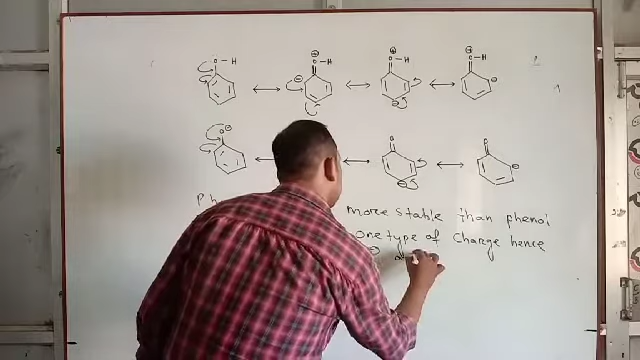 O-H ↔ ⊕ O-H ↔ ⊕ O-H ↔ ⊕ O-H
O⊖ ↔ ↔ O ↔ O
Ph more stable than phenol
one type of charge hence